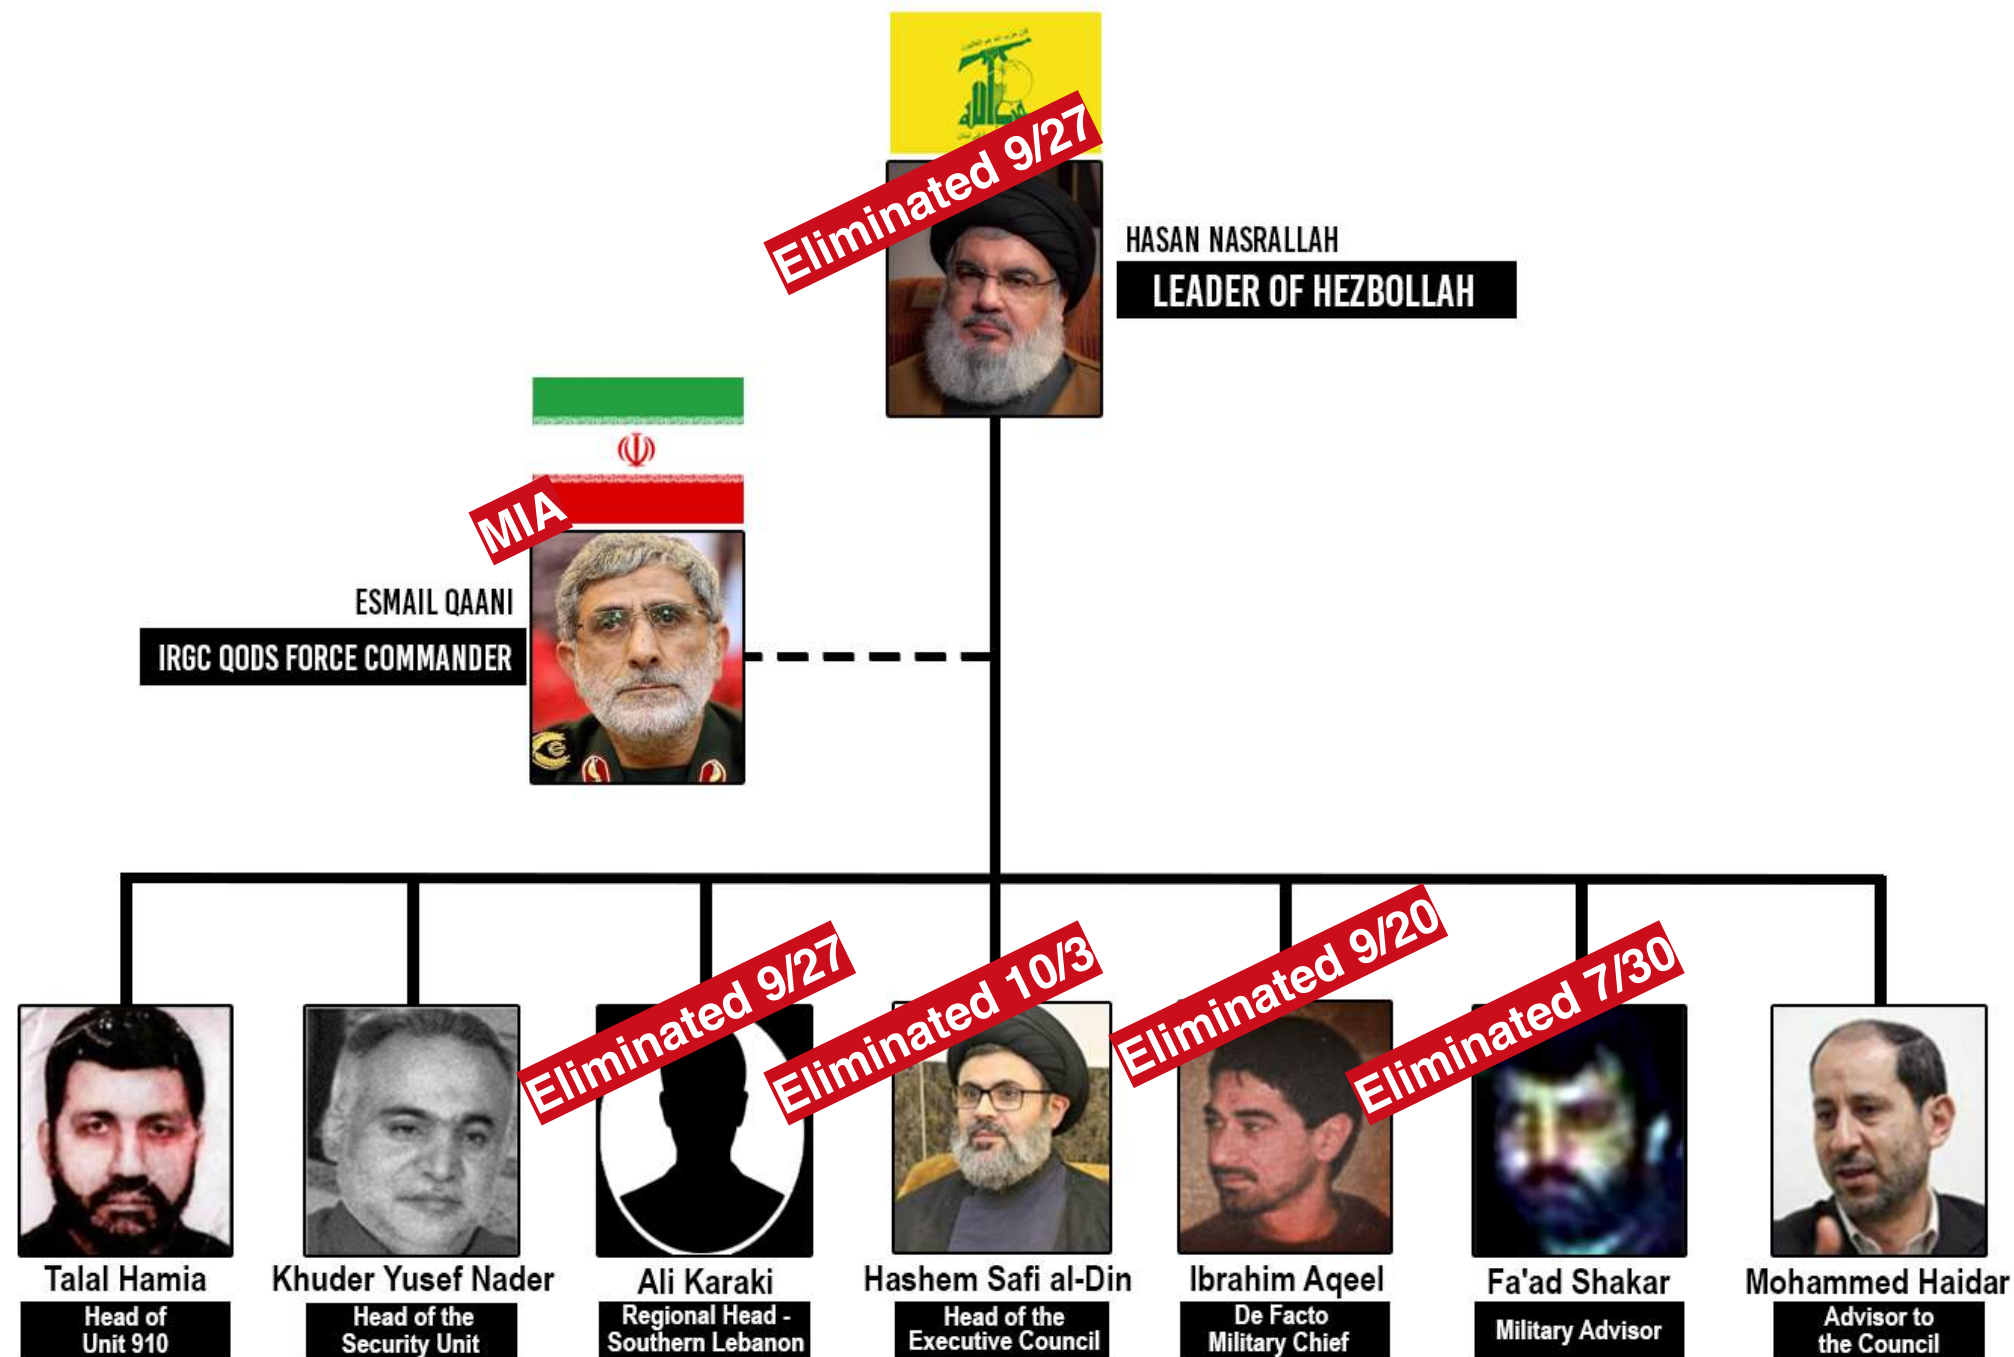 Eliminated 9/27
HASAN NASRALLAH
LEADER OF HEZBOLLAH
MIA
ESMAIL QAANI
IRGC QODS FORCE COMMANDER
Eliminated 9/27
Eliminated 10/3
Eliminated 9/20
Eliminated 7/30
Talal Hamia
Head of
Unit 910
Khuder Yusef Nader
Head of the
Security Unit
Ali Karaki
Regional Head -
Southern Lebanon
Hashem Safi al-Din
Head of the
Executive Council
Ibrahim Aqeel
De Facto
Military Chief
Fa'ad Shakar
Military Advisor
Mohammed Haidar
Advisor to
the Council